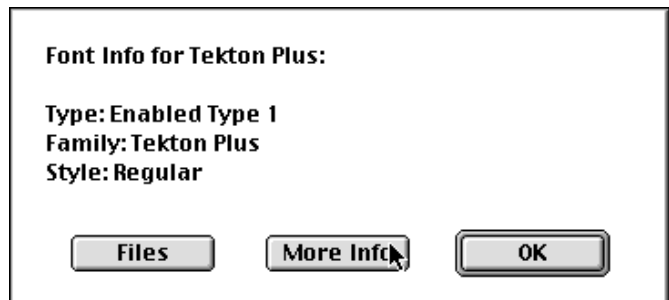 Font Info for Tekton Plus:
Type: Enabled Type 1
Family: Tekton Plus
Style: Regular
Files
More Info
OK